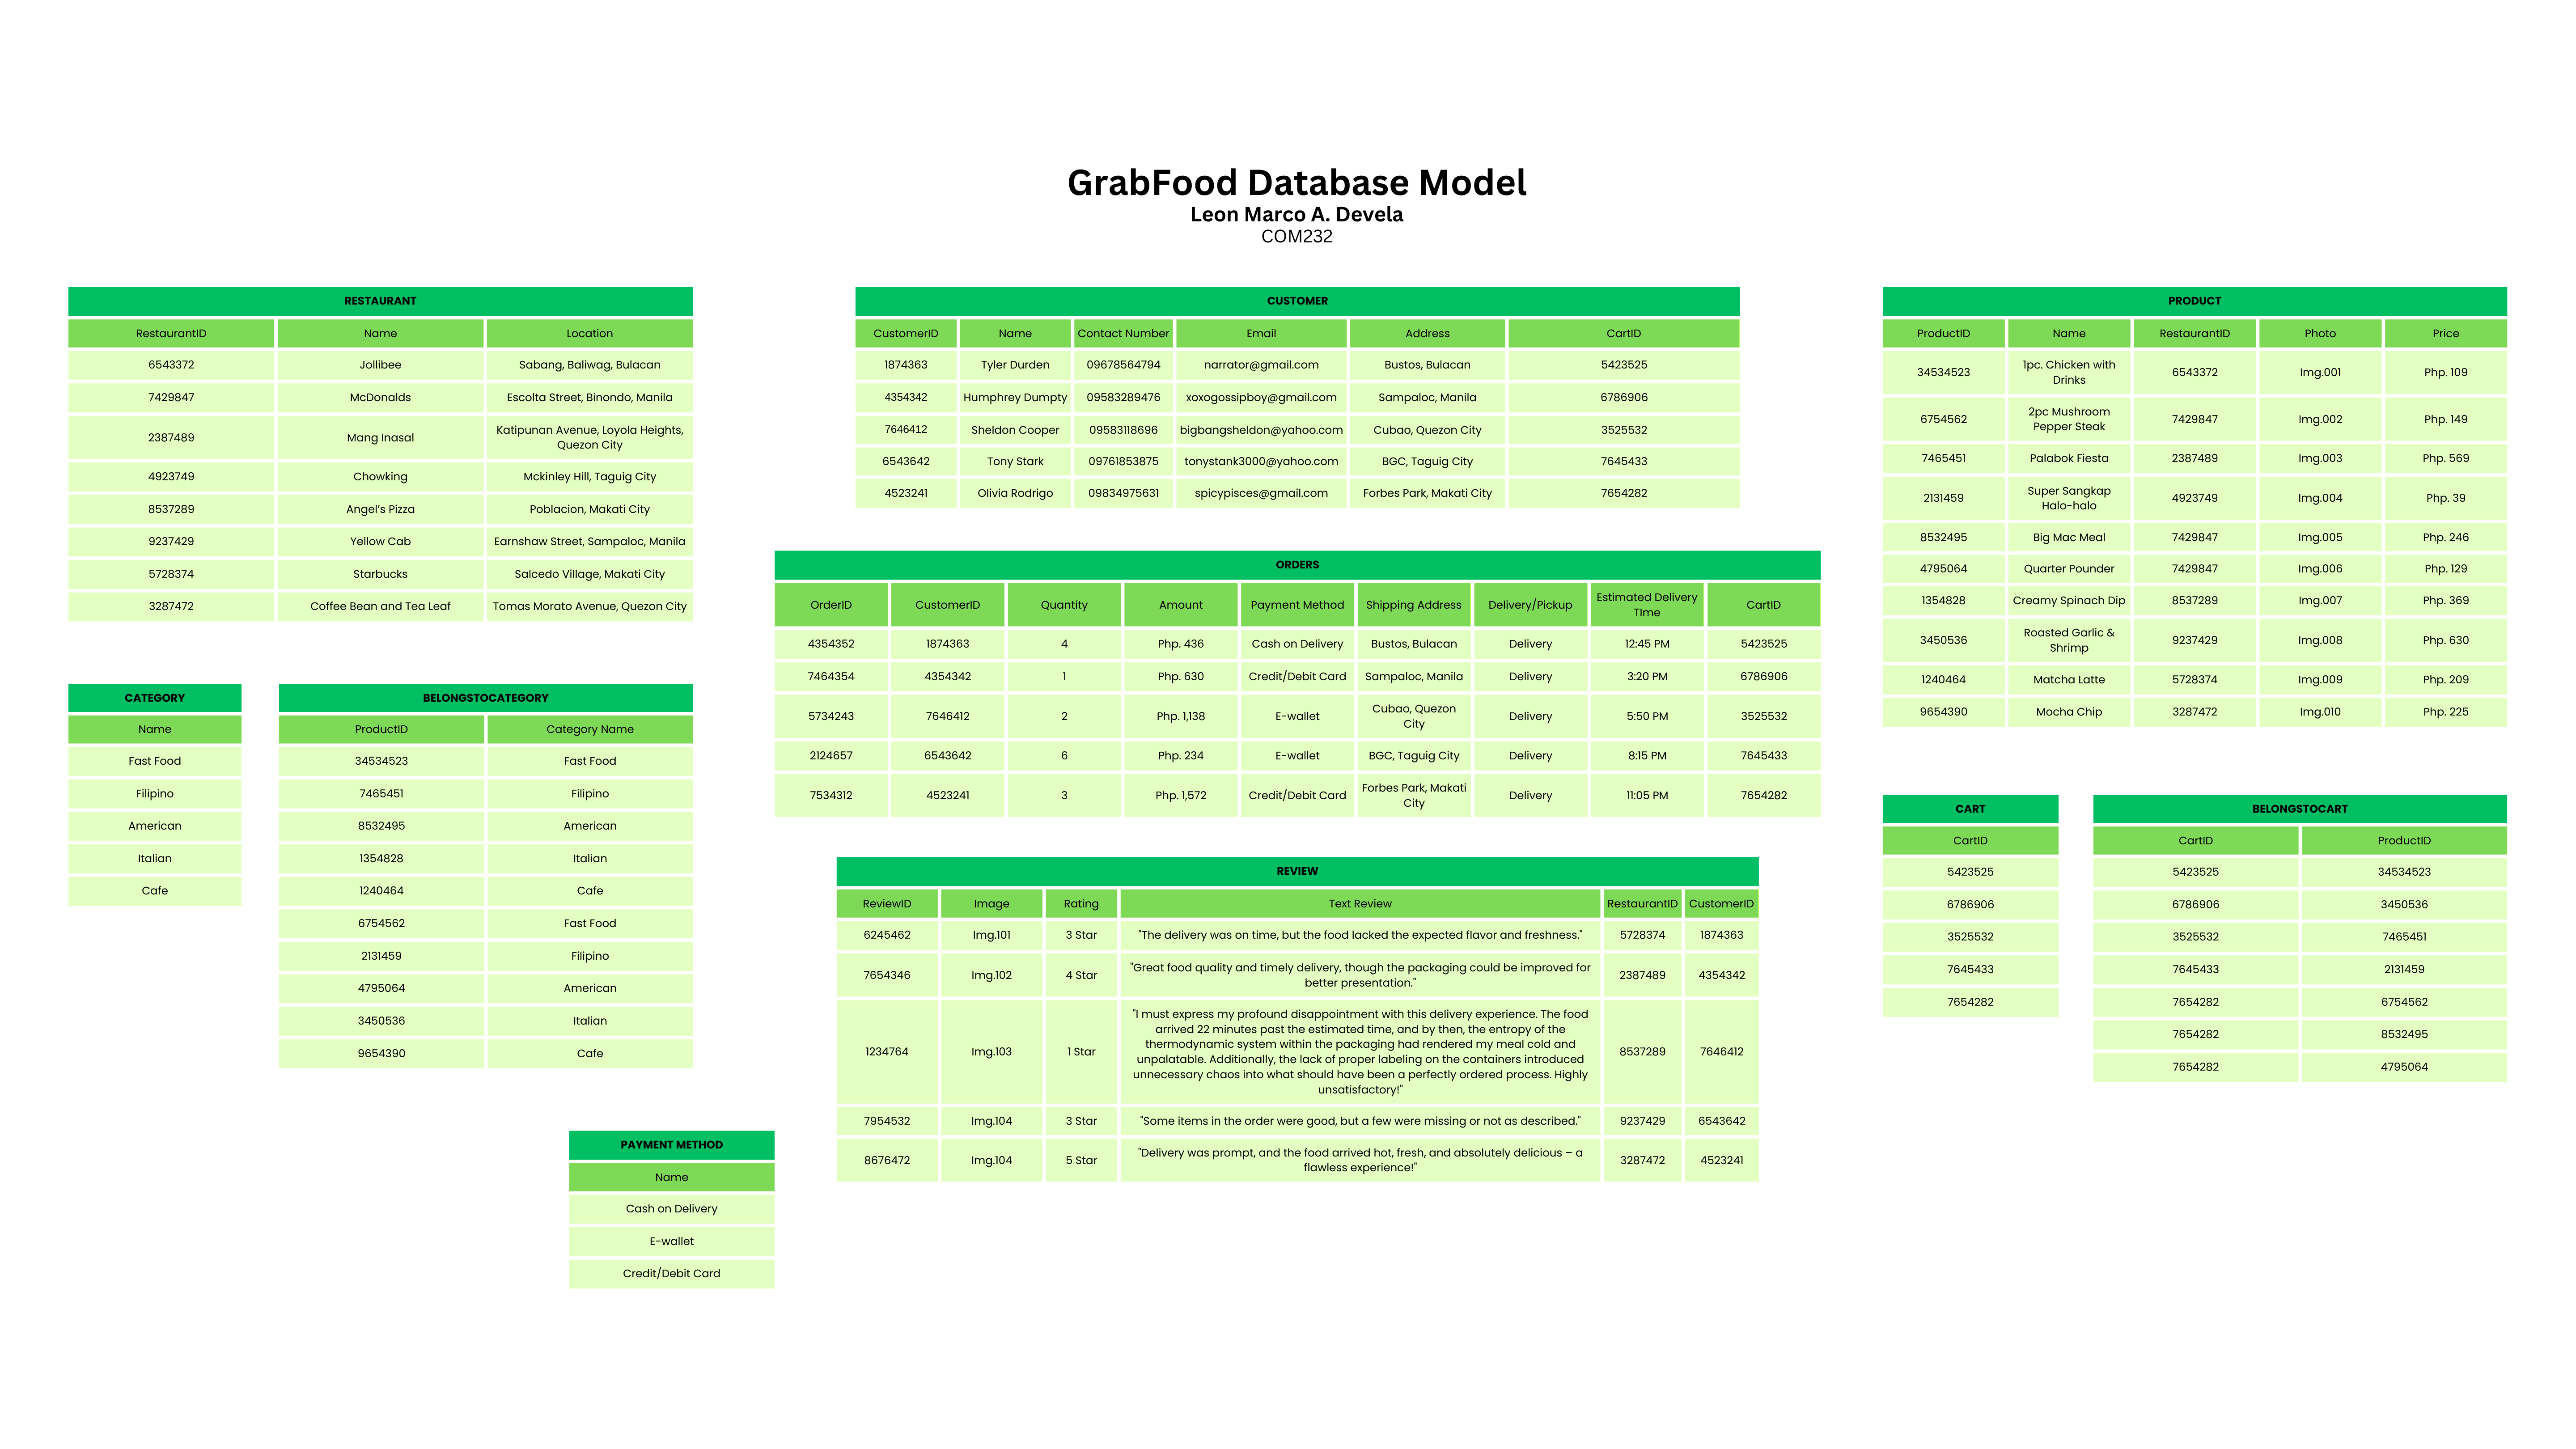 GrabFood Database Model
Leon Marco A. Devela
COM232
RESTAURANT
RestaurantID Name Location
6543372 Jollibee Sabang, Baliwag, Bulacan
7429847 McDonalds Escolta Street, Binondo, Manila
2387489 Mang Inasal Katipunan Avenue, Loyola Heights,
Quezon City
4923749 Chowking Mckinley Hill, Taguig City
8537289 Angel’s Pizza Poblacion, Makati City
9237429 Yellow Cab Earnshaw Street, Sampaloc, Manila
5728374 Starbucks Salcedo Village, Makati City
3287472 Coffee Bean and Tea Leaf Tomas Morato Avenue, Quezon City
CATEGORY
Name
Fast Food
Filipino
American
Italian
Cafe
BELONGSTOCATEGORY
ProductID Category Name
34534523 Fast Food
7465451 Filipino
8532495 American
1354828 Italian
1240464 Cafe
6754562 Fast Food
2131459 Filipino
4795064 American
3450536 Italian
9654390 Cafe
PAYMENT METHOD
Name
Cash on Delivery
E-wallet
Credit/Debit Card
CUSTOMER
CustomerID Name Contact Number Email Address CartID
1874363 Tyler Durden 09678564794 narrator@gmail.com Bustos, Bulacan 5423525
4354342 Humphrey Dumpty 09583289476 xoxogossipboy@gmail.com Sampaloc, Manila 6786906
7646412 Sheldon Cooper 09583118696 bigbangsheldon@yahoo.com Cubao, Quezon City 3525532
6543642 Tony Stark 09761853875 tonystank3000@yahoo.com BGC, Taguig City 7645433
4523241 Olivia Rodrigo 09834975631 spicypisces@gmail.com Forbes Park, Makati City 7654282
ORDERS
OrderID CustomerID Quantity Amount Payment Method Shipping Address Delivery/Pickup Estimated Delivery
TIme CartID
4354352 1874363 4 Php. 436 Cash on Delivery Bustos, Bulacan Delivery 12:45 PM 5423525
7464354 4354342 1 Php. 630 Credit/Debit Card Sampaloc, Manila Delivery 3:20 PM 6786906
5734243 7646412 2 Php. 1,138 E-wallet Cubao, Quezon
City Delivery 5:50 PM 3525532
2124657 6543642 6 Php. 234 E-wallet BGC, Taguig City Delivery 8:15 PM 7645433
7534312 4523241 3 Php. 1,572 Credit/Debit Card Forbes Park, Makati
City Delivery 11:05 PM 7654282
REVIEW
ReviewID Image Rating Text Review RestaurantID CustomerID
6245462 Img.101 3 Star "The delivery was on time, but the food lacked the expected flavor and freshness." 5728374 1874363
7654346 Img.102 4 Star "Great food quality and timely delivery, though the packaging could be improved for
better presentation." 2387489 4354342
1234764 Img.103 1 Star "I must express my profound disappointment with this delivery experience. The food
arrived 22 minutes past the estimated time, and by then, the entropy of the
thermodynamic system within the packaging had rendered my meal cold and
unpalatable. Additionally, the lack of proper labeling on the containers introduced
unnecessary chaos into what should have been a perfectly ordered process. Highly
unsatisfactory!" 8537289 7646412
7954532 Img.104 3 Star "Some items in the order were good, but a few were missing or not as described." 9237429 6543642
8676472 Img.104 5 Star "Delivery was prompt, and the food arrived hot, fresh, and absolutely delicious – a
flawless experience!" 3287472 4523241
PRODUCT
ProductID Name RestaurantID Photo Price
34534523 1pc. Chicken with
Drinks 6543372 Img.001 Php. 109
6754562 2pc Mushroom
Pepper Steak 7429847 Img.002 Php. 149
7465451 Palabok Fiesta 2387489 Img.003 Php. 569
2131459 Super Sangkap
Halo-halo 4923749 Img.004 Php. 39
8532495 Big Mac Meal 7429847 Img.005 Php. 246
4795064 Quarter Pounder 7429847 Img.006 Php. 129
1354828 Creamy Spinach Dip 8537289 Img.007 Php. 369
3450536 Roasted Garlic &
Shrimp 9237429 Img.008 Php. 630
1240464 Matcha Latte 5728374 Img.009 Php. 209
9654390 Mocha Chip 3287472 Img.010 Php. 225
CART
CartID
5423525
6786906
3525532
7645433
7654282
BELONGSTOCART
CartID ProductID
5423525 34534523
6786906 3450536
3525532 7465451
7645433 2131459
7654282 6754562
7654282 8532495
7654282 4795064